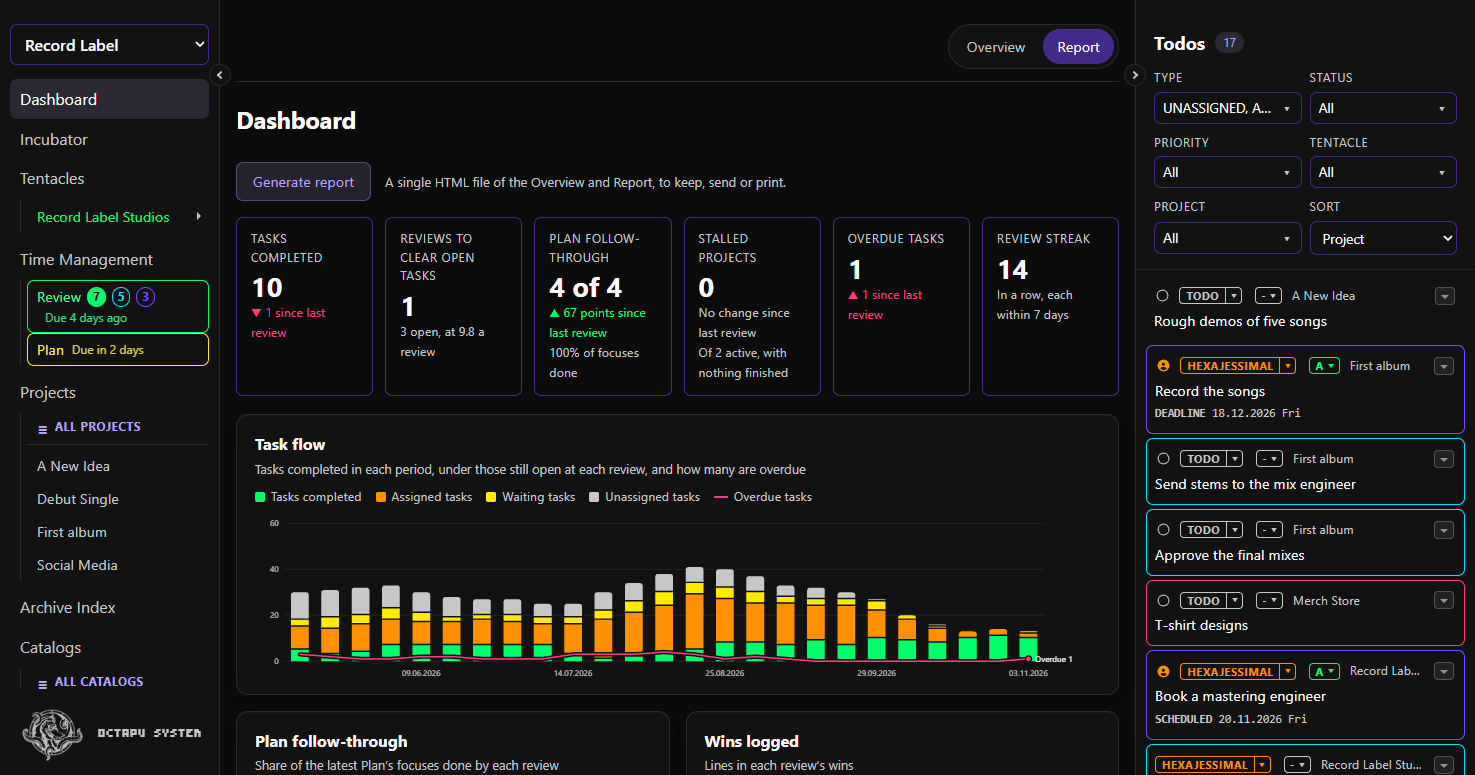 Record Label
Dashboard
Incubator
Tentacles
Record Label Studios
Time Management
Review 7 5 3
Due 4 days ago
Plan Due in 2 days
Projects
ALL PROJECTS
A New Idea
Debut Single
First album
Social Media
Archive Index
Catalogs
ALL CATALOGS
OCTAPU SYSTEM
Overview Report
Dashboard
Generate report A single HTML file of the Overview and Report, to keep, send or print.
TASKS
COMPLETED
10
▼ 1 since last
review
REVIEWS TO
CLEAR OPEN
TASKS
1
3 open, at 9.8 a
review
PLAN FOLLOW-
THROUGH
4 of 4
▲ 67 points since
last review
100% of focuses
done
STALLED
PROJECTS
0
No change since
last review
Of 2 active, with
nothing finished
OVERDUE TASKS
1
▲ 1 since last
review
REVIEW STREAK
14
In a row, each
within 7 days
Task flow
Tasks completed in each period, under those still open at each review, and how many are overdue
Tasks completed Assigned tasks Waiting tasks Unassigned tasks Overdue tasks
60
40
20
0
Overdue 1
09.06.2026 14.07.2026 25.08.2026 29.09.2026 03.11.2026
Plan follow-through
Share of the latest Plan's focuses done by each review
Wins logged
Lines in each review's wins
Todos 17
TYPE STATUS
UNASSIGNED, A... All
PRIORITY TENTACLE
All All
PROJECT SORT
All Project
TODO - A New Idea
Rough demos of five songs
HEXAJESSIMAL A First album
Record the songs
DEADLINE 18.12.2026 Fri
TODO - First album
Send stems to the mix engineer
TODO - First album
Approve the final mixes
TODO - Merch Store
T-shirt designs
HEXAJESSIMAL A Record Lab...
Book a mastering engineer
SCHEDULED 20.11.2026 Fri
HEXAJESSIMAL - Record Label Stu...